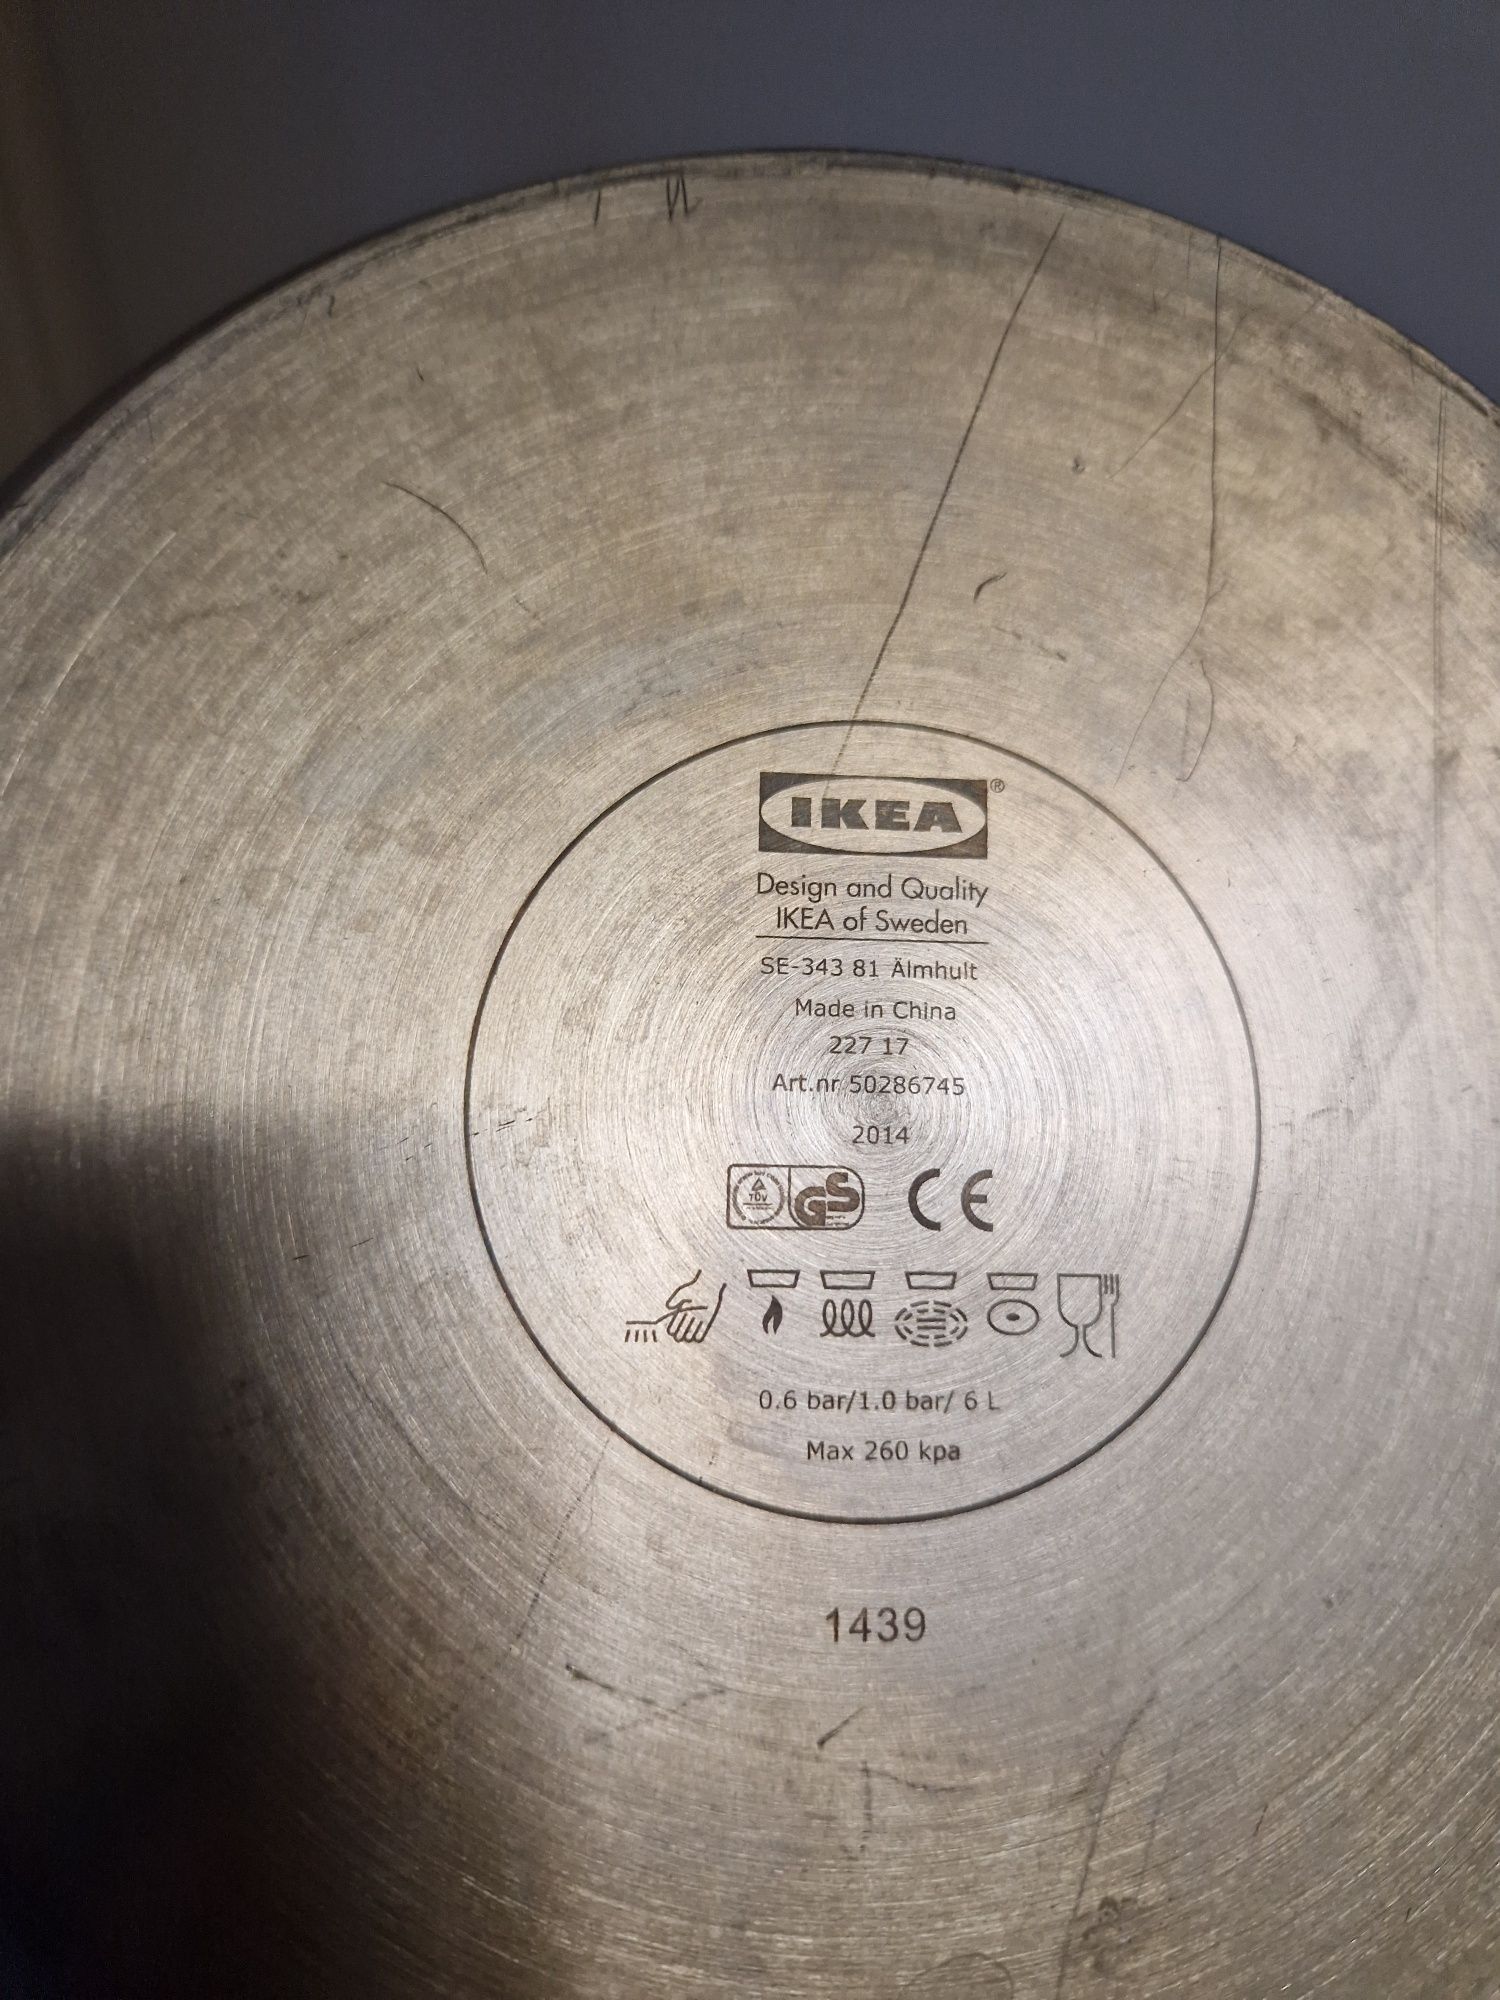 IKEA®
Design and Quality
IKEA of Sweden
SE-343 81 Älmhult
Made in China
227 17
Art.nr 50286745
2014
TÜV GS CE
0.6 bar/1.0 bar/ 6 L
Max 260 kpa
1439